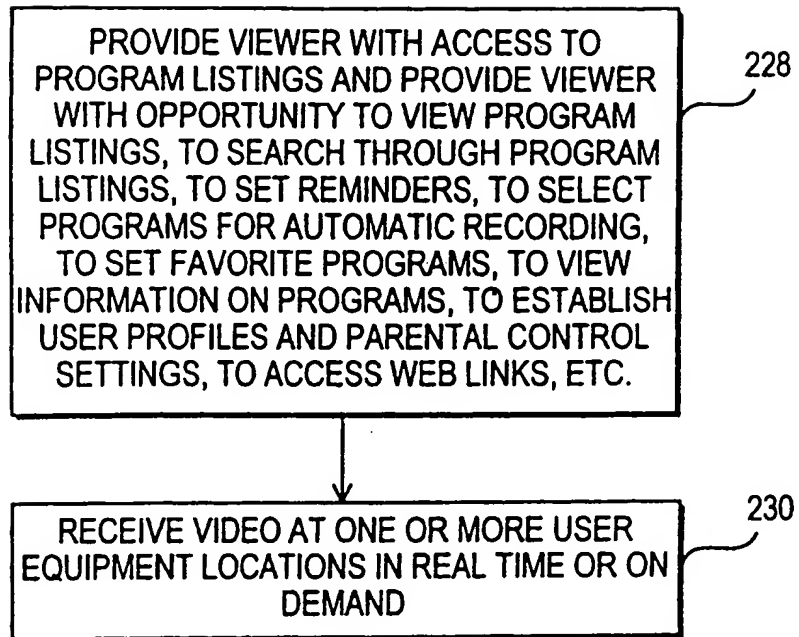 PROVIDE VIEWER WITH ACCESS TO
PROGRAM LISTINGS AND PROVIDE VIEWER
WITH OPPORTUNITY TO VIEW PROGRAM
LISTINGS, TO SEARCH THROUGH PROGRAM
LISTINGS, TO SET REMINDERS, TO SELECT
PROGRAMS FOR AUTOMATIC RECORDING,
TO SET FAVORITE PROGRAMS, TO VIEW
INFORMATION ON PROGRAMS, TO ESTABLISH
USER PROFILES AND PARENTAL CONTROL
SETTINGS, TO ACCESS WEB LINKS, ETC.
228
RECEIVE VIDEO AT ONE OR MORE USER
EQUIPMENT LOCATIONS IN REAL TIME OR ON
DEMAND
230